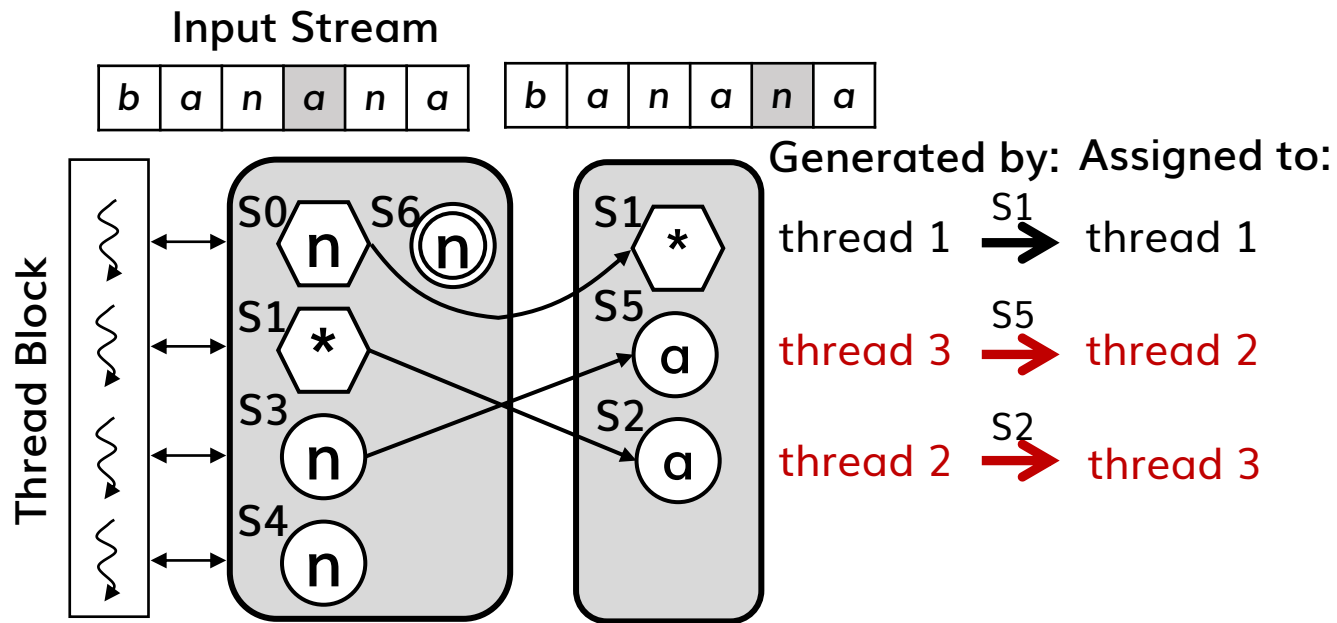 Input Stream
b a n a n a
b a n a n a
Generated by: Assigned to:
Thread Block
S0 n S6 n
S1 *
S3 n
S4 n
S1 *
S5 a
S2 a
thread 1 S1 thread 1
thread 3 S5 thread 2
thread 2 S2 thread 3